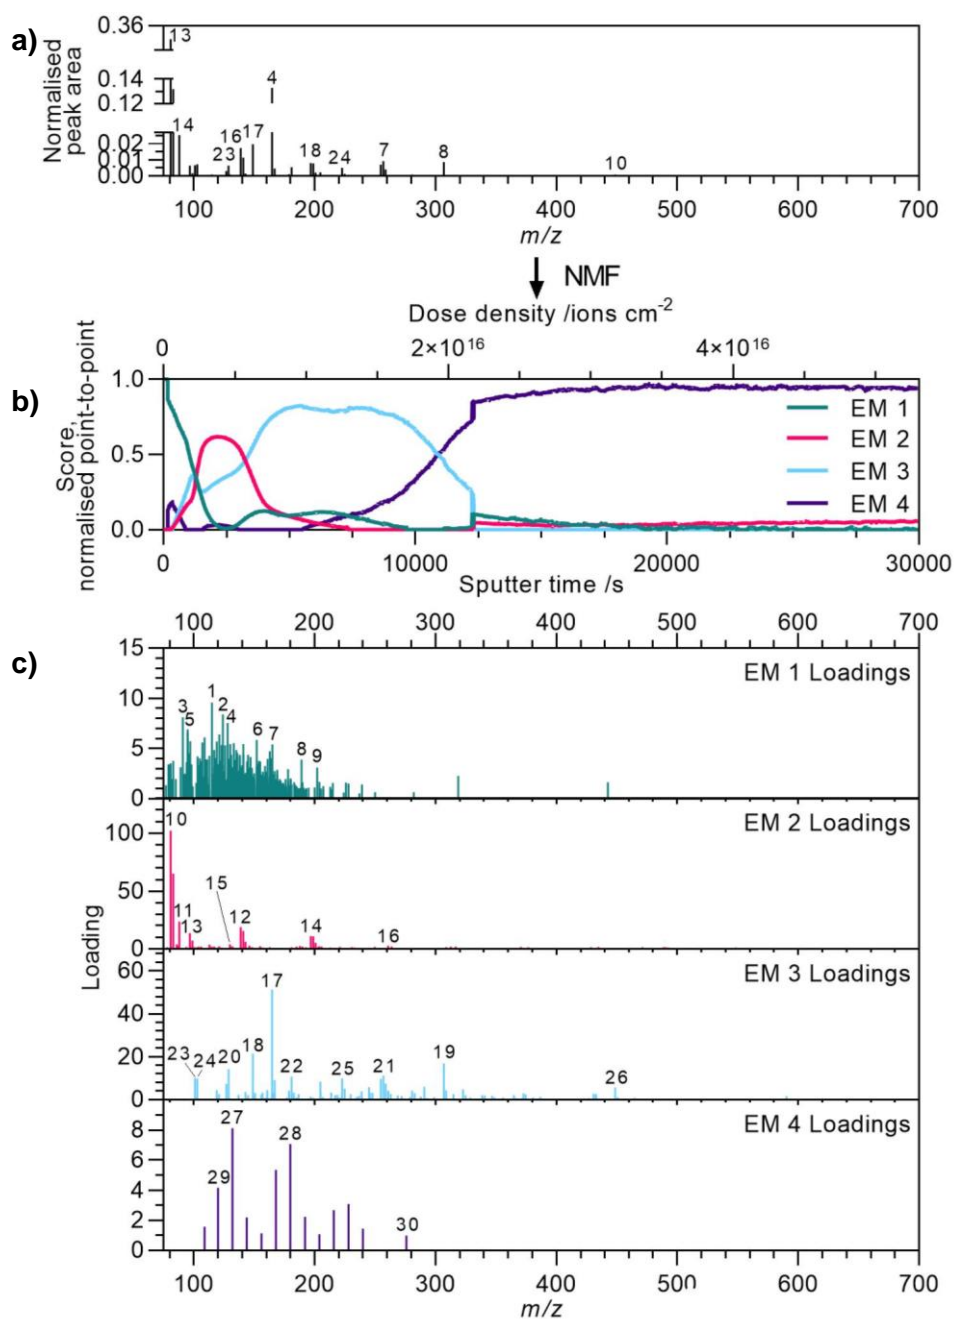 a)
Normalised
peak area
0.36
13
0.14
0.12
4
0.02
0.01
0.00
14
16
17
23
18
24
7
8
10
100 200 300 400 500 600 700
m/z
NMF
Dose density /ions cm-2
0 2×10^16 4×10^16
b)
Score,
normalised point-to-point
1.0
0.5
0.0
EM 1
EM 2
EM 3
EM 4
0 10000 20000 30000
Sputter time /s
100 200 300 400 500 600 700
c)
Loading
15
10
5
0
EM 1 Loadings
3
5
1
2
4
6
7
8
9
100
50
0
EM 2 Loadings
10
11
13
15
12
14
16
60
40
20
0
EM 3 Loadings
23
24
20
18
17
22
25
21
19
26
8
6
4
2
0
EM 4 Loadings
29
27
28
30
100 200 300 400 500 600 700
m/z